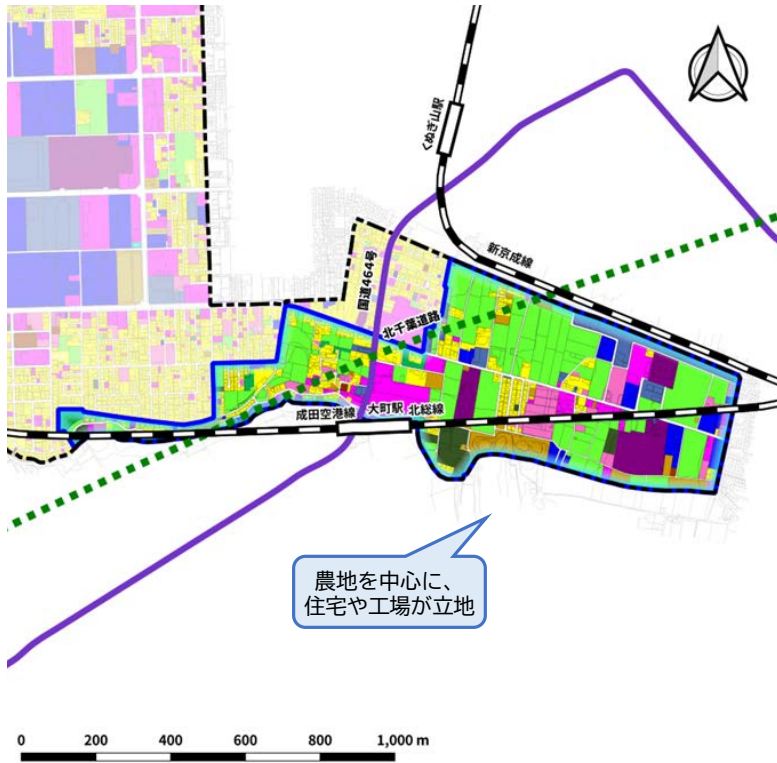 くぬぎ山駅
新京成線
国道464号
北千葉道路
成田空港線
大町駅
北総線
農地を中心に、
住宅や工場が立地
0 200 400 600 800 1,000 m